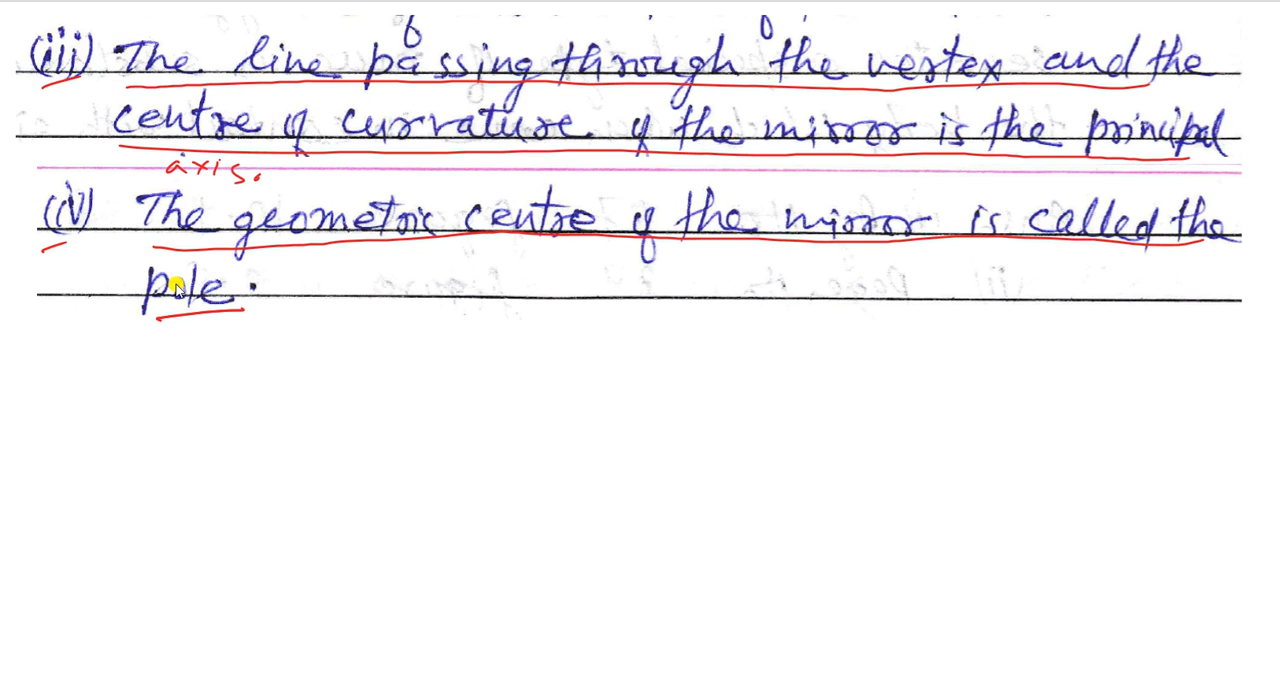 (iii) The line passing through the vertex and the
centre of curvature of the mirror is the principal
axis.
(iv) The geometric centre of the mirror is called the
pole.